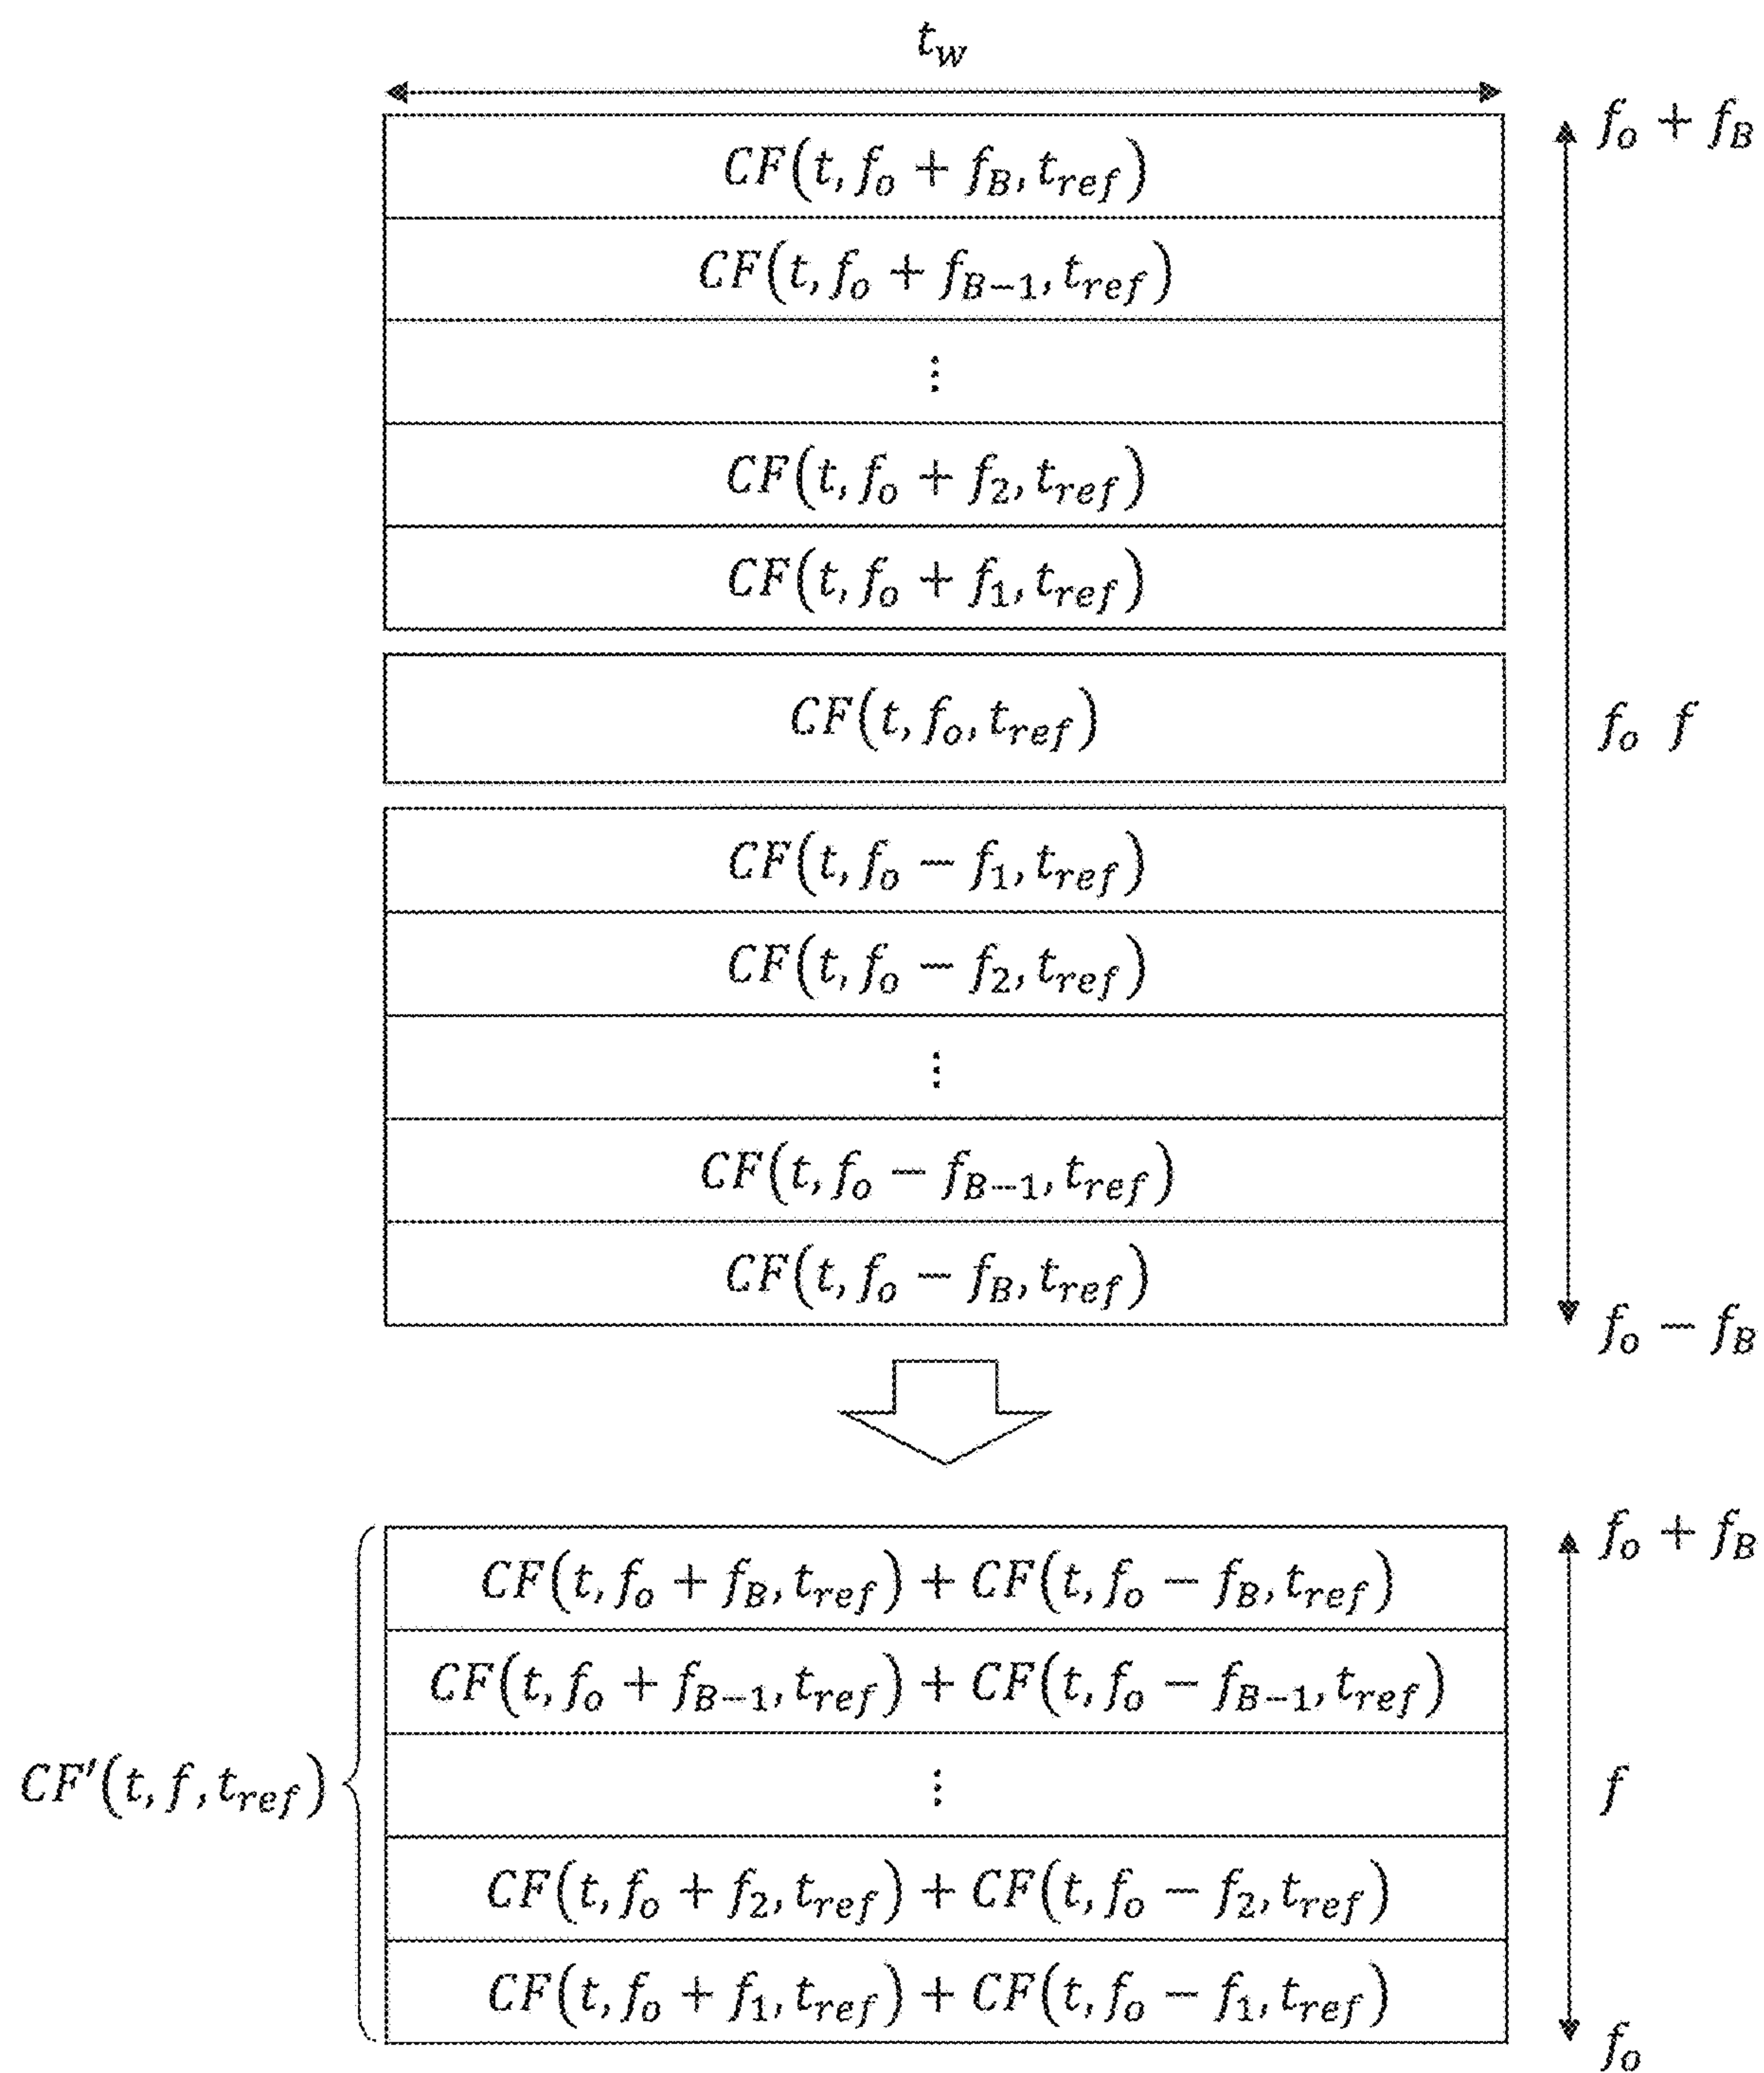 t_w
f_o + f_B
CF(t, f_o + f_B, t_ref)
CF(t, f_o + f_{B−1}, t_ref)
⋮
CF(t, f_o + f_2, t_ref)
CF(t, f_o + f_1, t_ref)
CF(t, f_o, t_ref)
f_o f
CF(t, f_o − f_1, t_ref)
CF(t, f_o − f_2, t_ref)
⋮
CF(t, f_o − f_{B−1}, t_ref)
CF(t, f_o − f_B, t_ref)
f_o − f_B
f_o + f_B
CF(t, f_o + f_B, t_ref) + CF(t, f_o − f_B, t_ref)
CF(t, f_o + f_{B−1}, t_ref) + CF(t, f_o − f_{B−1}, t_ref)
CF′(t, f, t_ref)
⋮
f
CF(t, f_o + f_2, t_ref) + CF(t, f_o − f_2, t_ref)
CF(t, f_o + f_1, t_ref) + CF(t, f_o − f_1, t_ref)
f_o